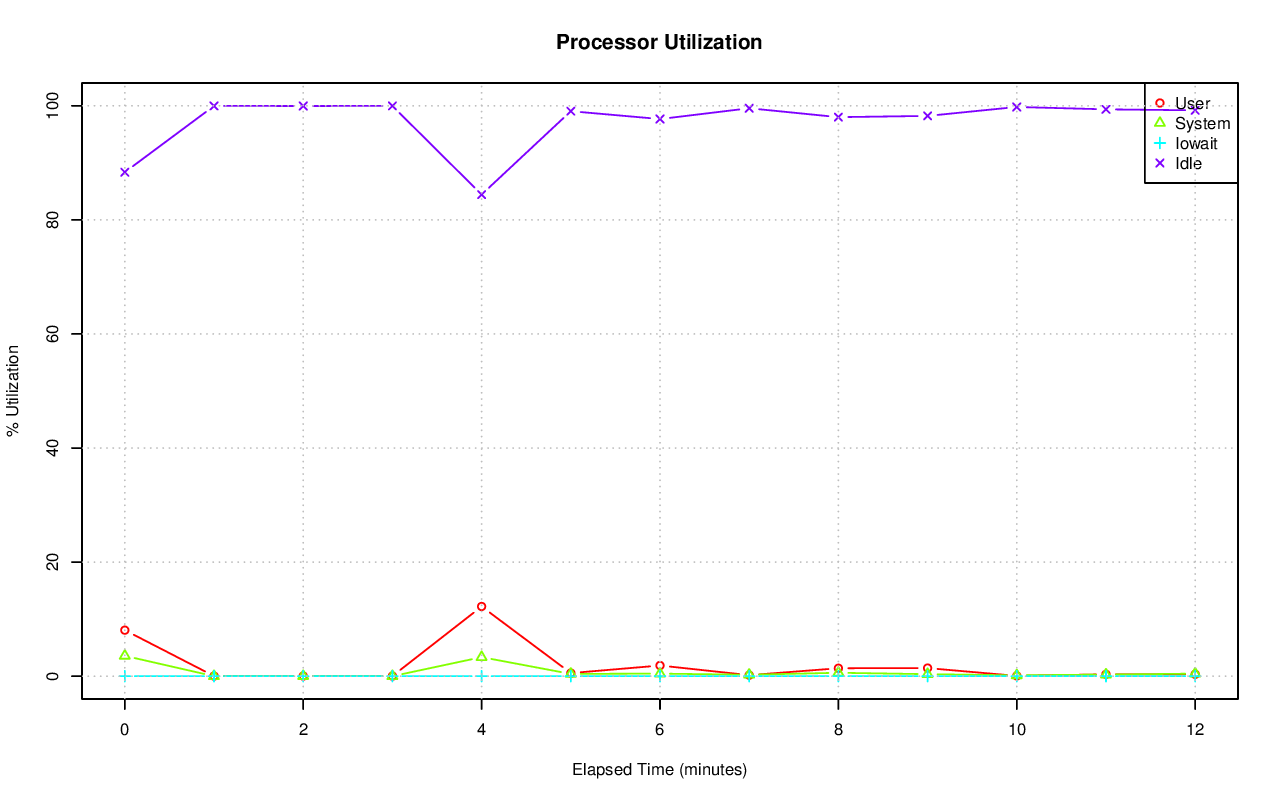 Processor Utilization
% Utilization
100
80
60
40
20
0
User
System
Iowait
Idle
0 2 4 6 8 10 12
Elapsed Time (minutes)